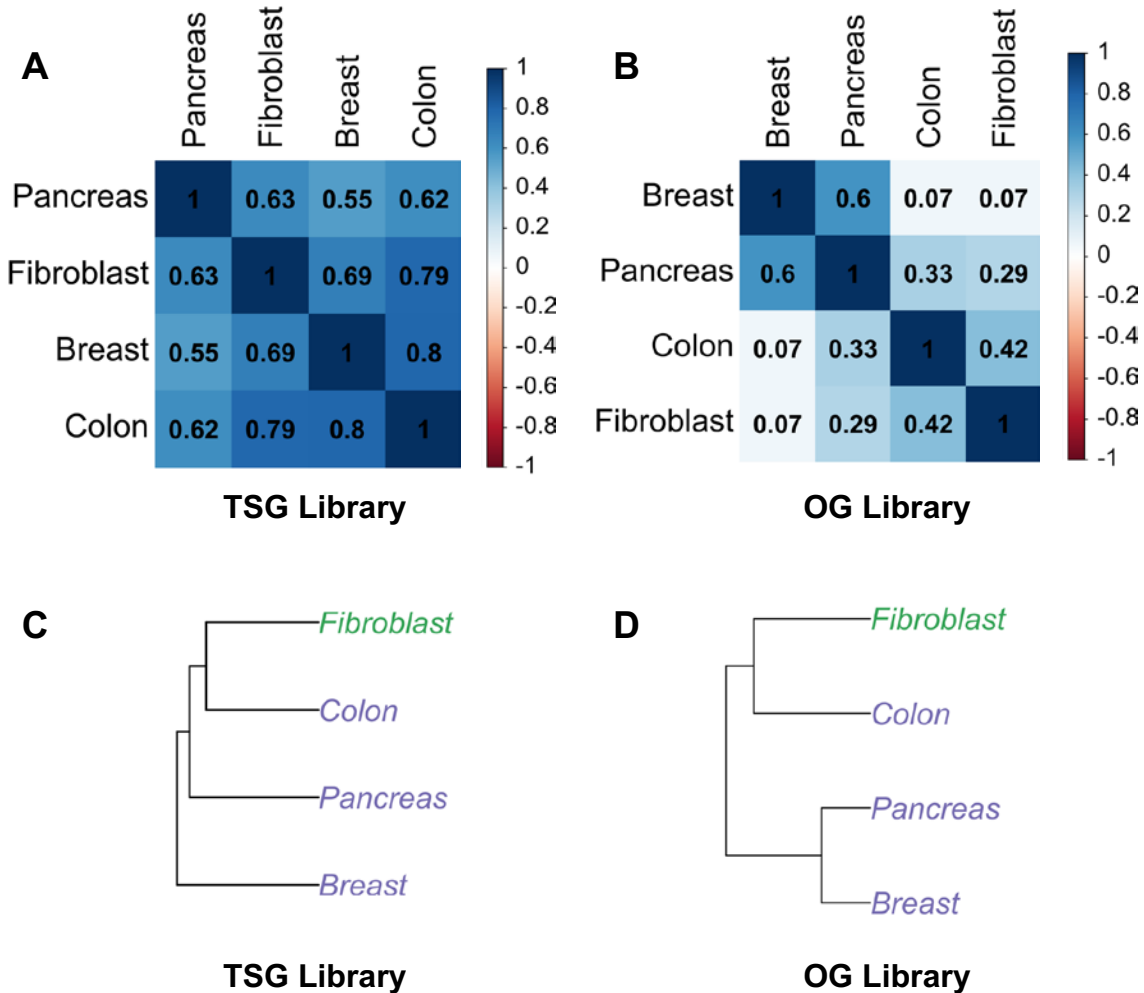 A
Pancreas Fibroblast Breast Colon
Pancreas 1 0.63 0.55 0.62
Fibroblast 0.63 1 0.69 0.79
Breast 0.55 0.69 1 0.8
Colon 0.62 0.79 0.8 1
1
0.8
0.6
0.4
0.2
0
-0.2
-0.4
-0.6
-0.8
-1
TSG Library
B
Breast Pancreas Colon Fibroblast
Breast 1 0.6 0.07 0.07
Pancreas 0.6 1 0.33 0.29
Colon 0.07 0.33 1 0.42
Fibroblast 0.07 0.29 0.42 1
1
0.8
0.6
0.4
0.2
0
-0.2
-0.4
-0.6
-0.8
-1
OG Library
C
Fibroblast
Colon
Pancreas
Breast
TSG Library
D
Fibroblast
Colon
Pancreas
Breast
OG Library